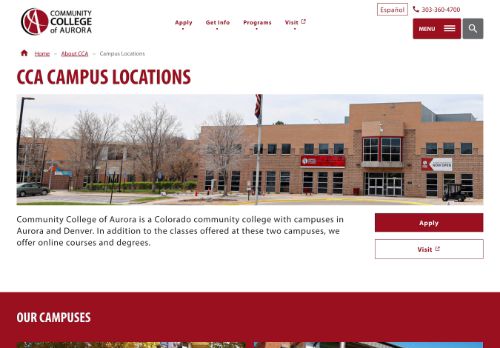 COMMUNITY
COLLEGE
of AURORA
Apply
Get Info
Programs
Visit
Español
303-360-4700
MENU
Home – About CCA – Campus Locations
CCA CAMPUS LOCATIONS
NOW OPEN
Community College of Aurora is a Colorado community college with campuses in
Aurora and Denver. In addition to the classes offered at these two campuses, we
offer online courses and degrees.
Apply
Visit
OUR CAMPUSES